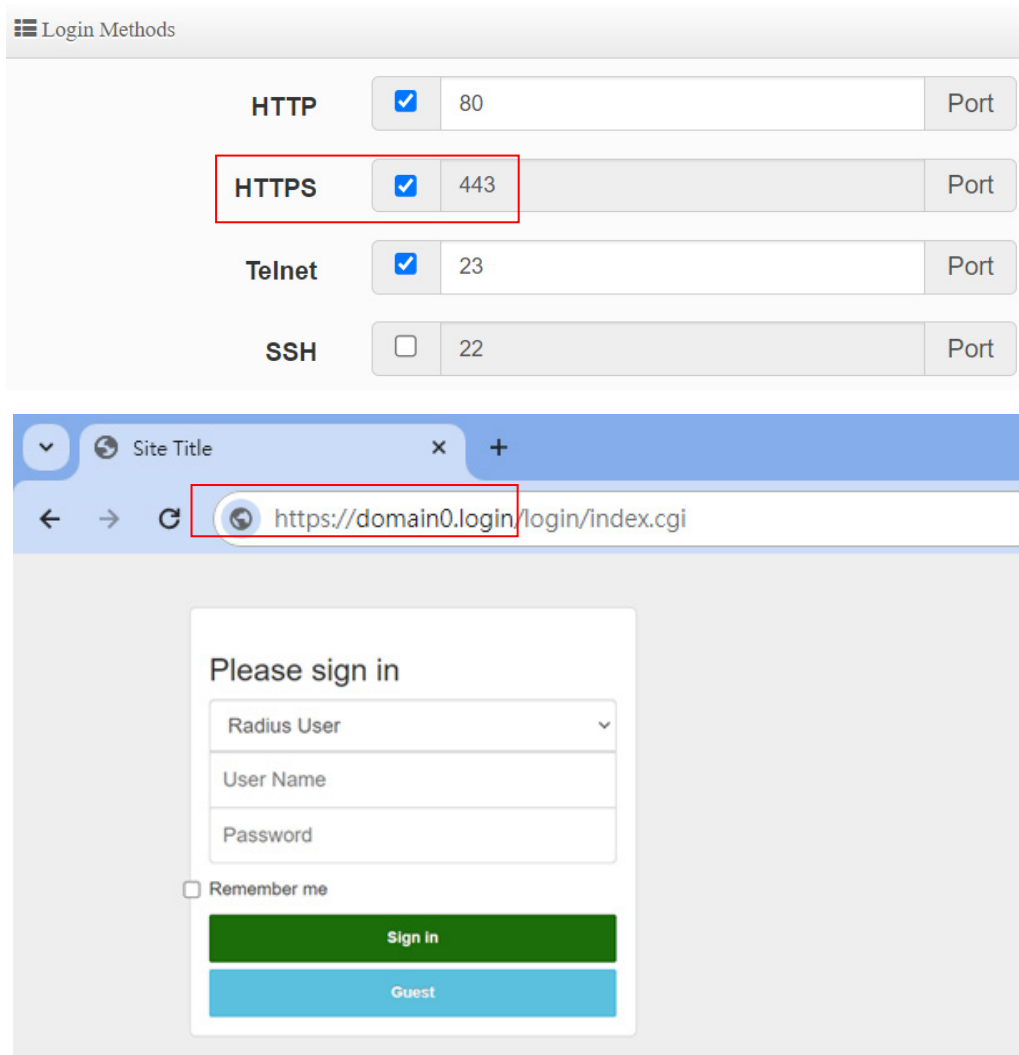 Login Methods
HTTP 80 Port
HTTPS 443 Port
Telnet 23 Port
SSH 22 Port
Site Title
https://domain0.login/login/index.cgi
Please sign in
Radius User
User Name
Password
Remember me
Sign in
Guest